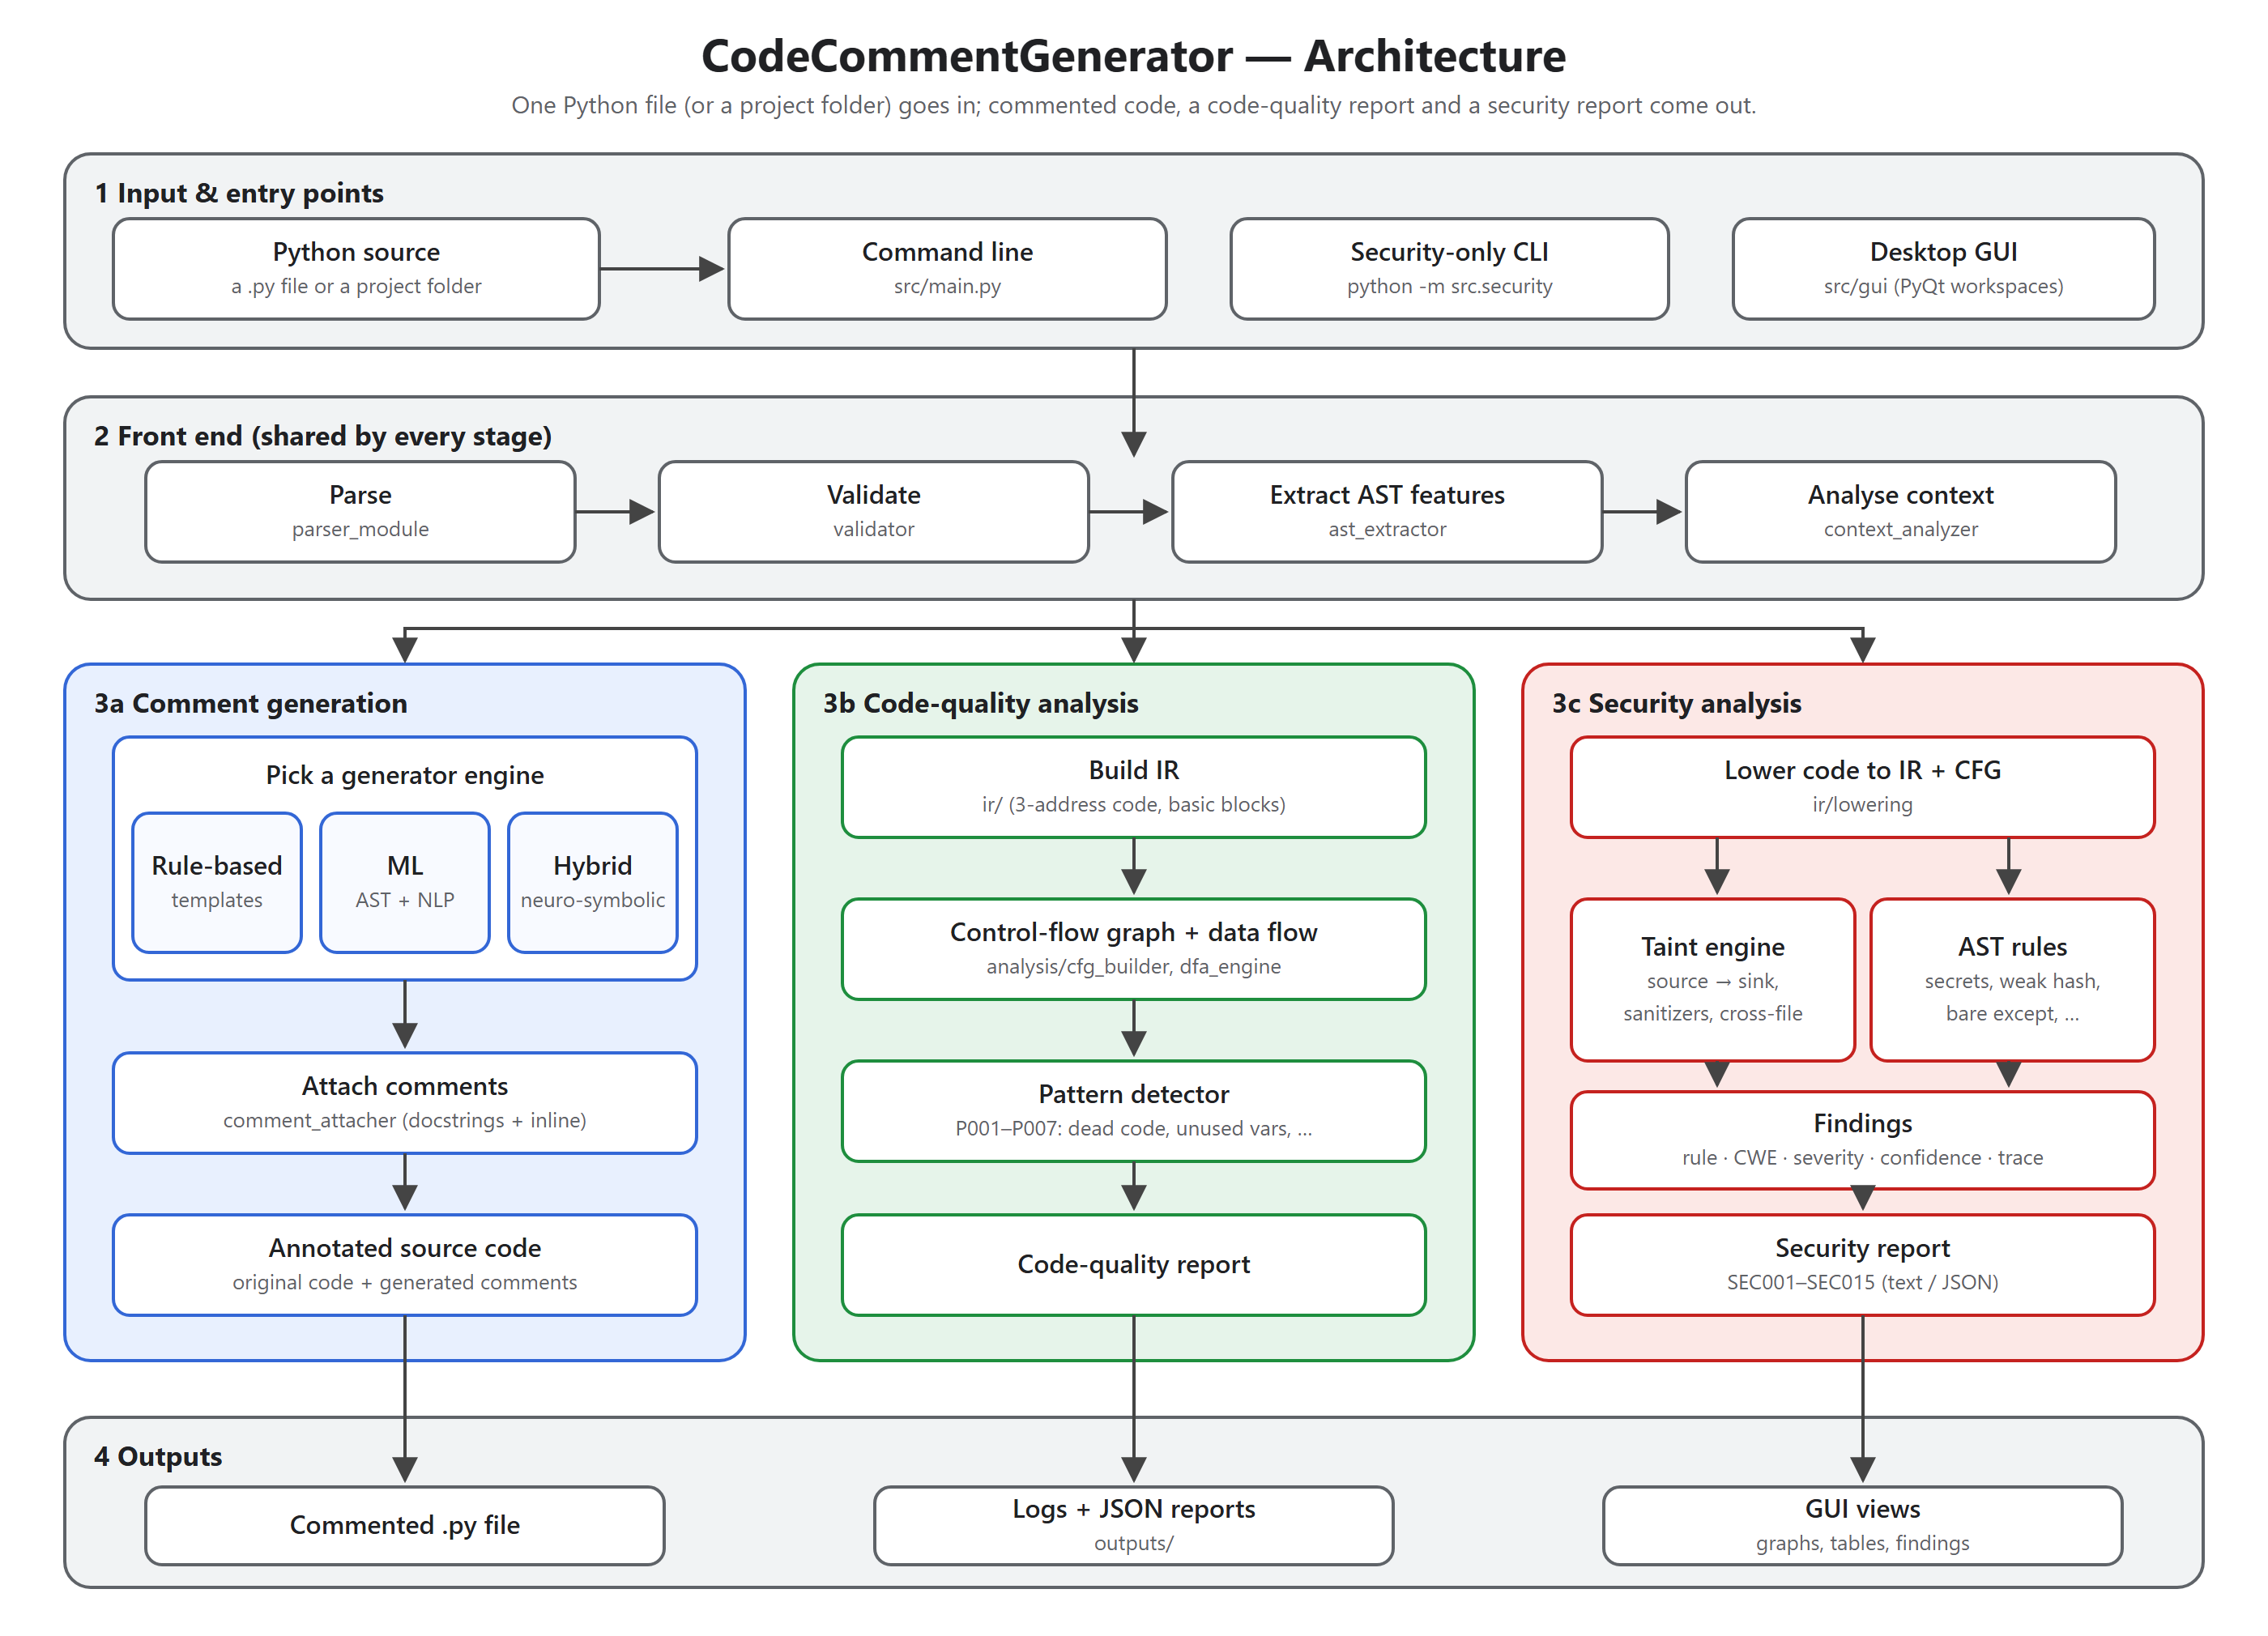 CodeCommentGenerator — Architecture
One Python file (or a project folder) goes in; commented code, a code-quality report and a security report come out.
1 Input & entry points
Python source
a .py file or a project folder
Command line
src/main.py
Security-only CLI
python -m src.security
Desktop GUI
src/gui (PyQt workspaces)
2 Front end (shared by every stage)
Parse
parser_module
Validate
validator
Extract AST features
ast_extractor
Analyse context
context_analyzer
3a Comment generation
Pick a generator engine
Rule-based
templates
ML
AST + NLP
Hybrid
neuro-symbolic
Attach comments
comment_attacher (docstrings + inline)
Annotated source code
original code + generated comments
3b Code-quality analysis
Build IR
ir/ (3-address code, basic blocks)
Control-flow graph + data flow
analysis/cfg_builder, dfa_engine
Pattern detector
P001–P007: dead code, unused vars, ...
Code-quality report
3c Security analysis
Lower code to IR + CFG
ir/lowering
Taint engine
source → sink,
sanitizers, cross-file
AST rules
secrets, weak hash,
bare except, ...
Findings
rule · CWE · severity · confidence · trace
Security report
SEC001–SEC015 (text / JSON)
4 Outputs
Commented .py file
Logs + JSON reports
outputs/
GUI views
graphs, tables, findings